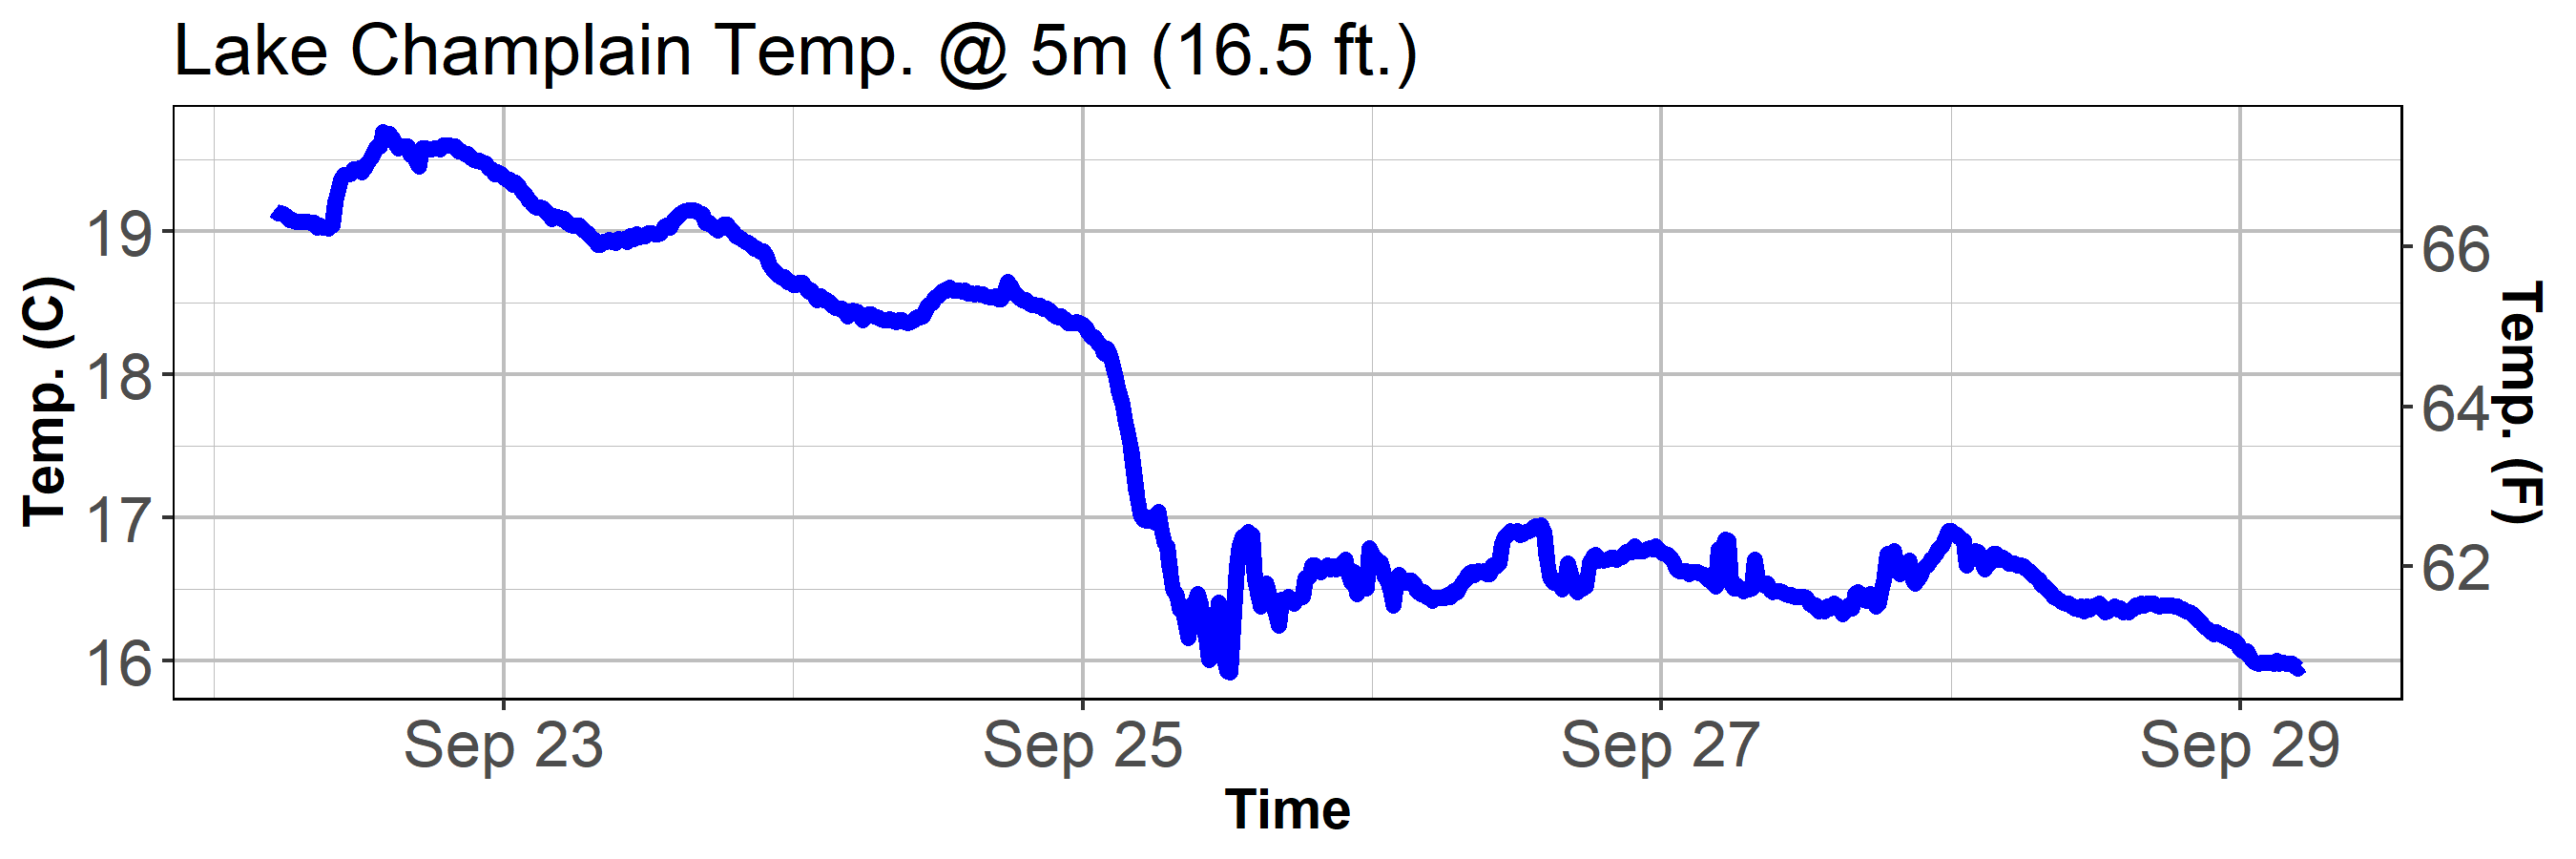 Lake Champlain Temp. @ 5m (16.5 ft.)
Temp. (C)
19
18
17
16
66
64
62
Temp. (F)
Sep 23
Sep 25
Sep 27
Sep 29
Time